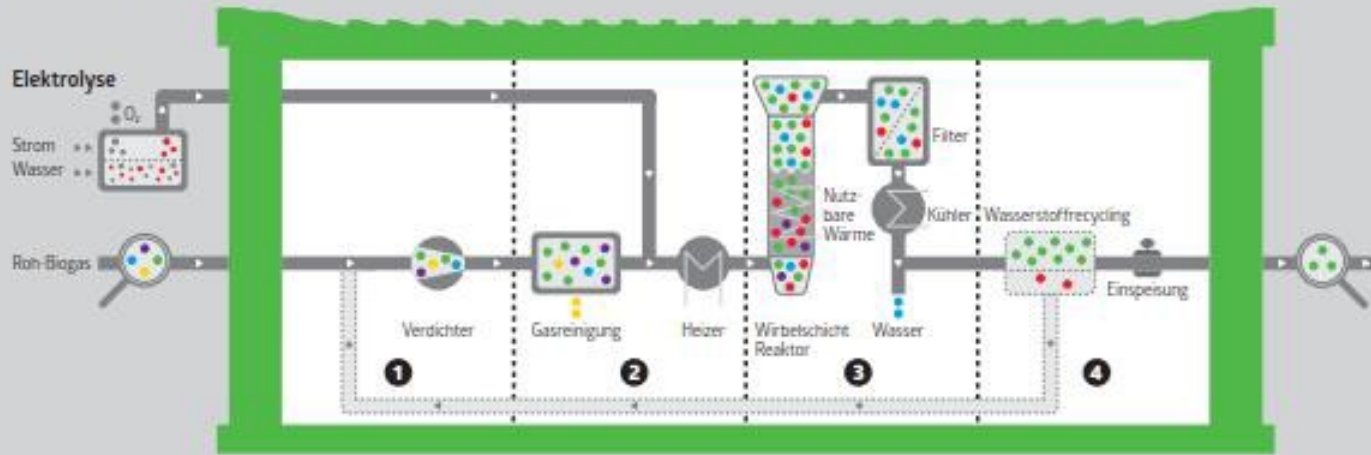 Elektrolyse
O₂
Strom
Wasser
Roh-Biogas
Verdichter
Gasreinigung
Heizer
Wirbelschicht
Reaktor
Nutz-
bare
Wärme
Filter
Kühler
Wasser
Wasserstoffrecycling
Einspeisung
1
2
3
4